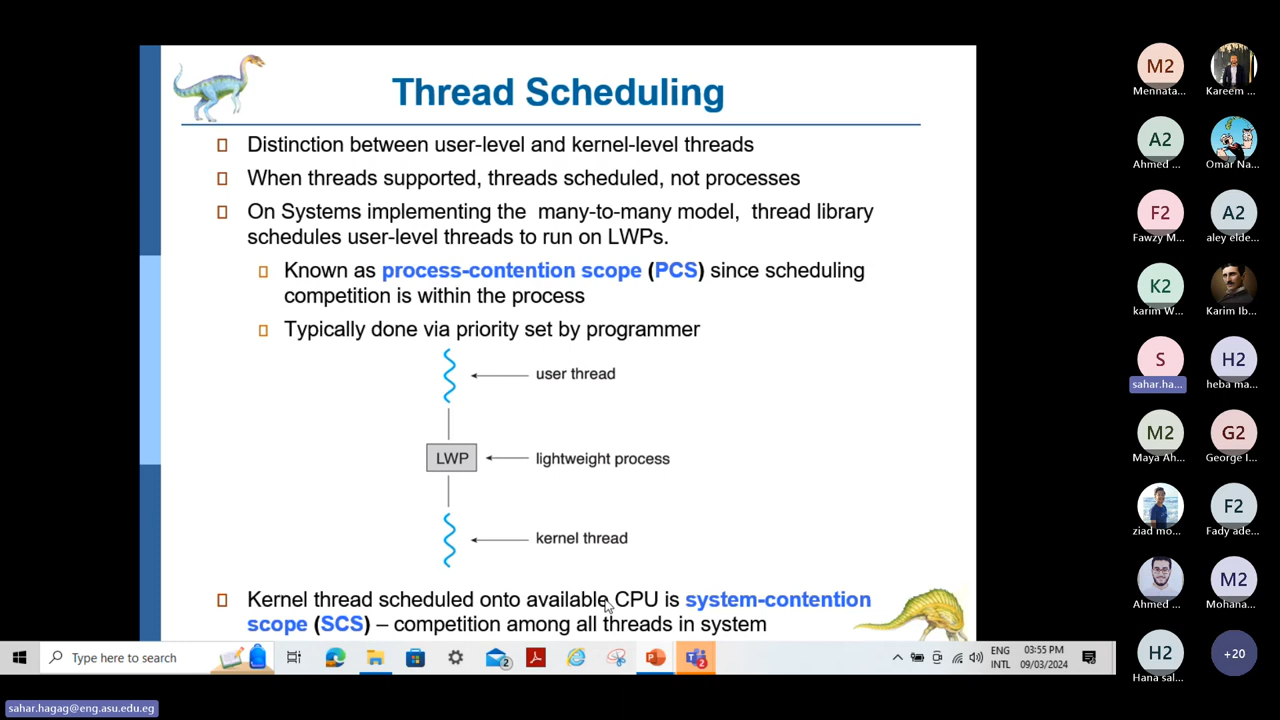 Thread Scheduling
Distinction between user-level and kernel-level threads
When threads supported, threads scheduled, not processes
On Systems implementing the many-to-many model, thread library
schedules user-level threads to run on LWPs.
Known as process-contention scope (PCS) since scheduling
competition is within the process
Typically done via priority set by programmer
user thread
LWP
lightweight process
kernel thread
Kernel thread scheduled onto available CPU is system-contention
scope (SCS) – competition among all threads in system
Type here to search
2
2
ENG
INTL
03:55 PM
09/03/2024
sahar.hagag@eng.asu.edu.eg
M2
Mennata...
Kareem ...
A2
Ahmed ...
Omar Na...
F2
Fawzy M...
A2
aley elde...
K2
karim W...
Karim Ib...
S
sahar.ha...
H2
heba ma...
M2
Maya Ah...
G2
George I...
ziad mo...
F2
Fady ade...
Ahmed ...
M2
Mohana...
H2
Hana sal...
+20